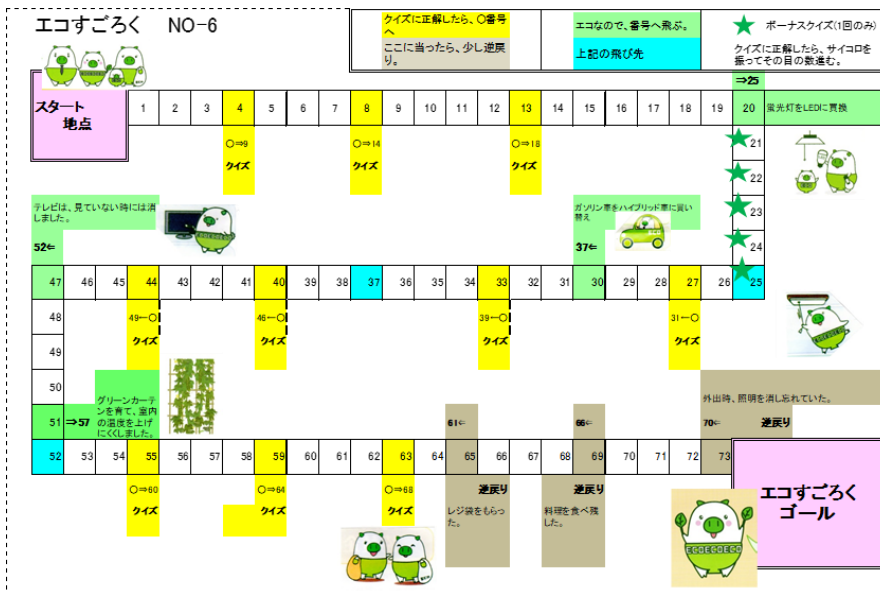 エコすごろく NO-6
クイズに正解したら、〇番号
へ
ここに当ったら、少し逆戻
り。
エコなので、番号へ飛ぶ。
上記の飛び先
ボーナスクイズ(1回のみ)
クイズに正解したら、サイコロを
振ってその目の数進む。
⇒25
スタート
地点
1 2 3 4 5 6 7 8 9 10 11 12 13 14 15 16 17 18 19 20 蛍光灯をLEDに買換
〇⇒9
クイズ
〇⇒14
クイズ
〇⇒18
クイズ
21
22
23
24
テレビは、見ていない時には消
しました。
52⇐
ガソリン車をハイブリッド車に買い
替え
37⇐
47 46 45 44 43 42 41 40 39 38 37 36 35 34 33 32 31 30 29 28 27 26 25
49←〇
クイズ
46←〇
クイズ
39←〇
クイズ
31←〇
クイズ
48
49
50
51 ⇒57
グリーンカーテ
ンを育て、室内
の温度を上げ
にくくしました。
61⇐
66⇐
外出時、照明を消し忘れていた。
70⇐ 逆戻り
52 53 54 55 56 57 58 59 60 61 62 63 64 65 66 67 68 69 70 71 72 73
〇⇒60
クイズ
〇⇒64
クイズ
〇⇒68
クイズ
逆戻り
レジ袋をもらっ
た。
逆戻り
料理を食べ残
した。
エコすごろく
ゴール
ECOECOECO